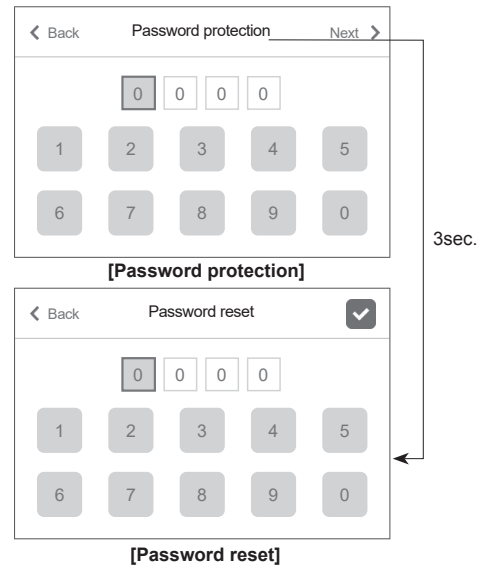 Back Password protection Next
0 0 0 0
1 2 3 4 5
6 7 8 9 0
3sec.
[Password protection]
Back Password reset
0 0 0 0
1 2 3 4 5
6 7 8 9 0
[Password reset]